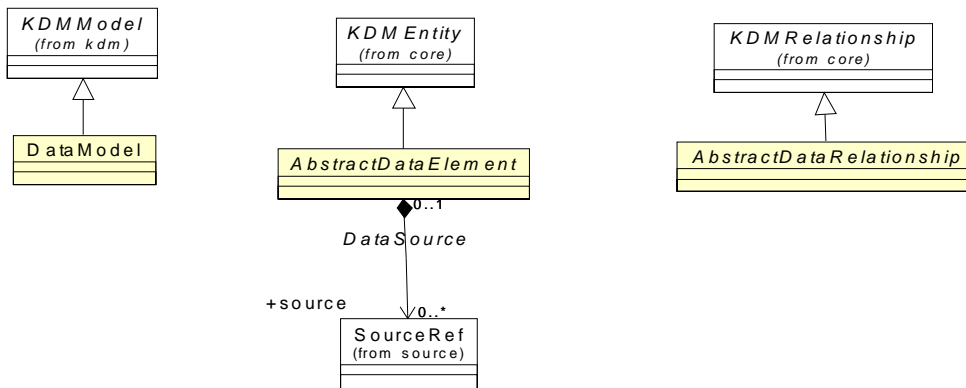 KDMModel
(from kdm)
DataModel
KDMEntity
(from core)
AbstractDataElement
0..1
DataSource
+source
0..*
SourceRef
(from source)
KDMRelationship
(from core)
AbstractDataRelationship